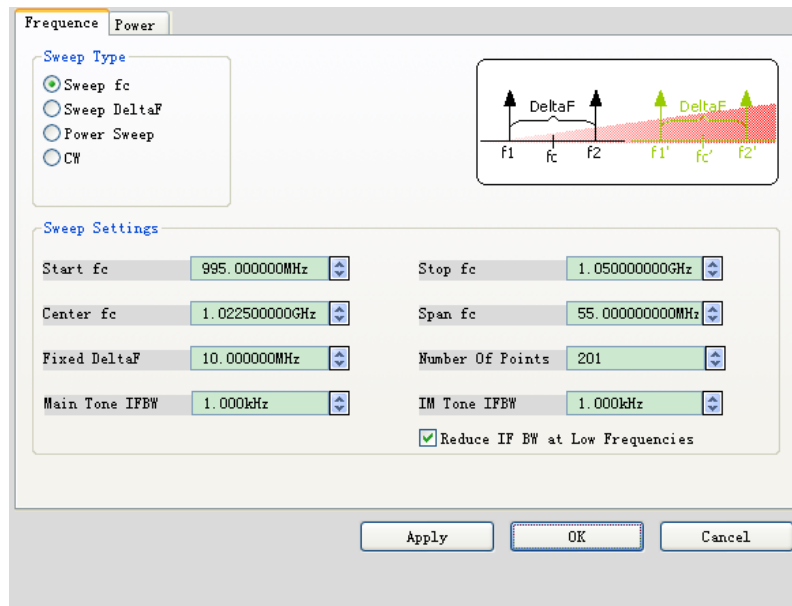 Frequence Power
Sweep Type
Sweep fc
Sweep DeltaF
Power Sweep
CW
DeltaF DeltaF
f1 fc f2 f1' fc' f2'
Sweep Settings
Start fc 995.000000MHz Stop fc 1.050000000GHz
Center fc 1.022500000GHz Span fc 55.000000000MHz
Fixed DeltaF 10.000000MHz Number Of Points 201
Main Tone IFBW 1.000kHz IM Tone IFBW 1.000kHz
Reduce IF BW at Low Frequencies
Apply OK Cancel